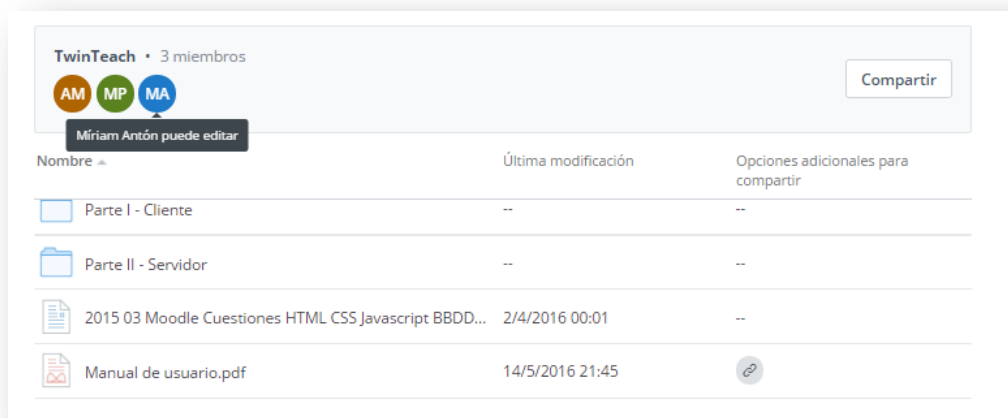 TwinTeach • 3 miembros
AM MP MA
Compartir
Míriam Antón puede editar
Nombre
Última modificación
Opciones adicionales para
compartir
Parte I - Cliente -- --
Parte II - Servidor -- --
2015 03 Moodle Cuestiones HTML CSS Javascript BBDD... 2/4/2016 00:01 --
Manual de usuario.pdf 14/5/2016 21:45